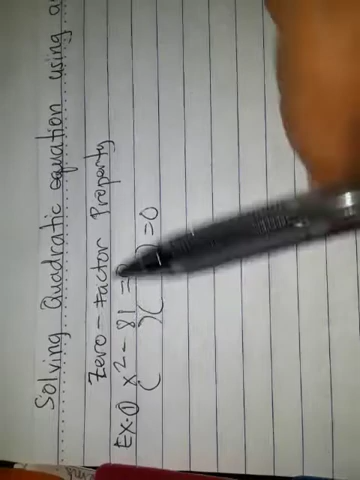 Solving Quadratic equation using a
Zero-Factor Property
Ex.① x² - 81 =
( )( ) = 0